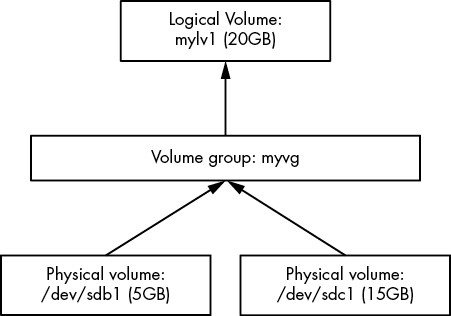 Logical Volume:
mylv1 (20GB)
Volume group: myvg
Physical volume:
/dev/sdb1 (5GB)
Physical volume:
/dev/sdc1 (15GB)